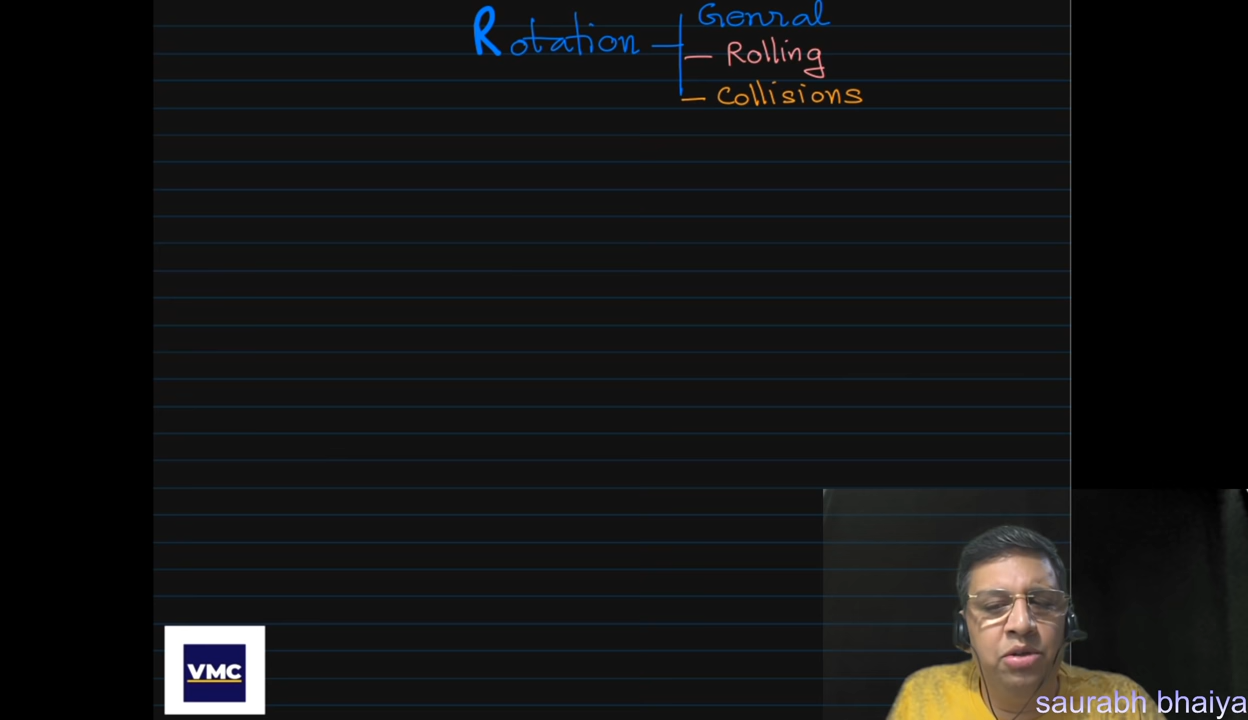 Rotation — Genral
— Rolling
— Collisions
VMC
saurabh bhaiya